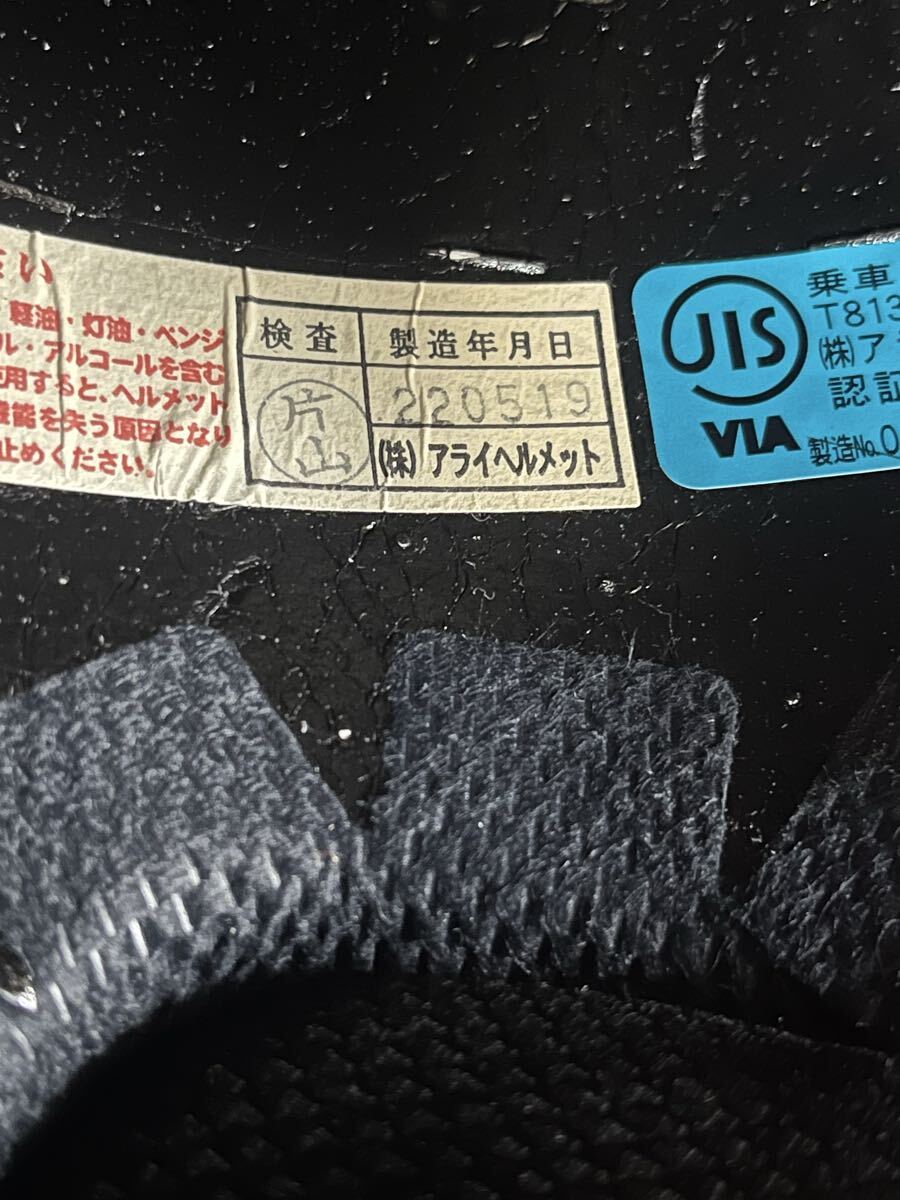 さい
軽油・灯油・ベンジ
ル・アルコールを含む
使用すると、ヘルメット
機能を失う原因となり
止めください。
検査
製造年月日
片山
220519
(株)アライヘルメット
JIS
VIA
乗車
T813
(株)ア
認証
製造No.0